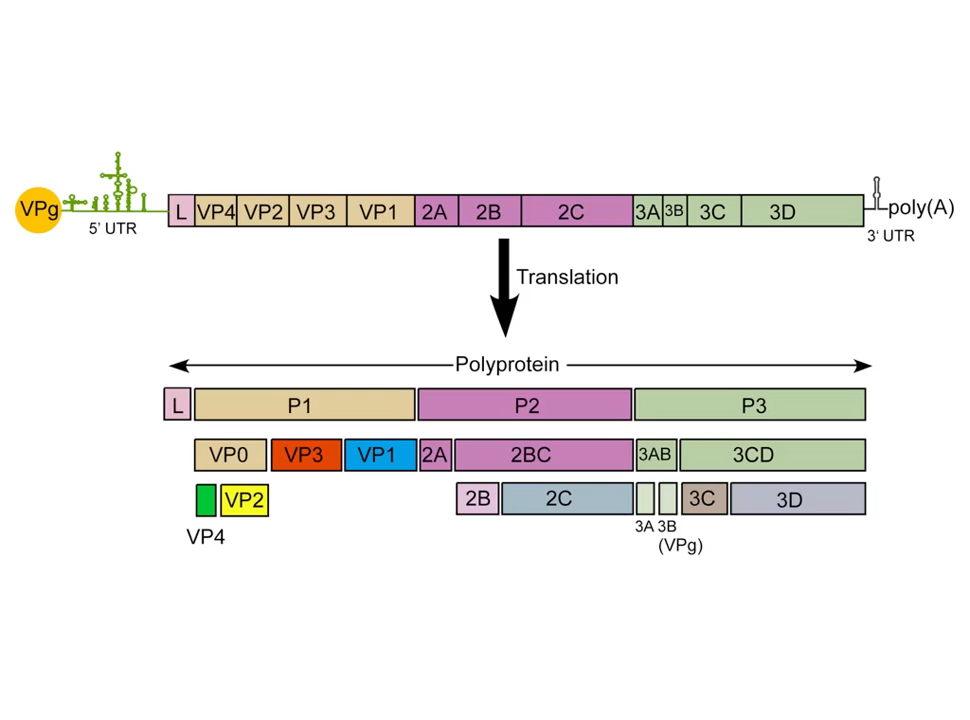 VPg
5' UTR
L VP4 VP2 VP3 VP1 2A 2B 2C 3A 3B 3C 3D
poly(A)
3' UTR
Translation
Polyprotein
L P1 P2 P3
VP0 VP3 VP1 2A 2BC 3AB 3CD
VP2 2B 2C 3C 3D
VP4
3A 3B
(VPg)